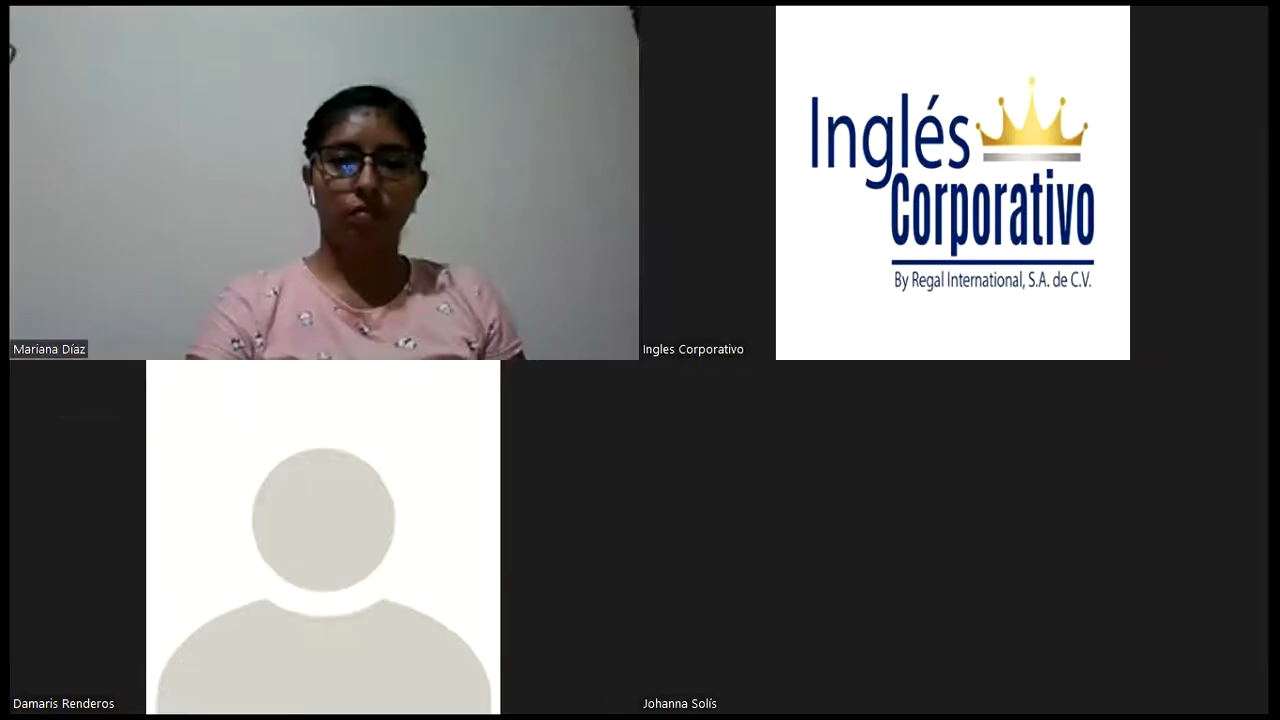 Inglés
Corporativo
By Regal International, S.A. de C.V.
Mariana Díaz
Ingles Corporativo
Damaris Renderos
Johanna Solís